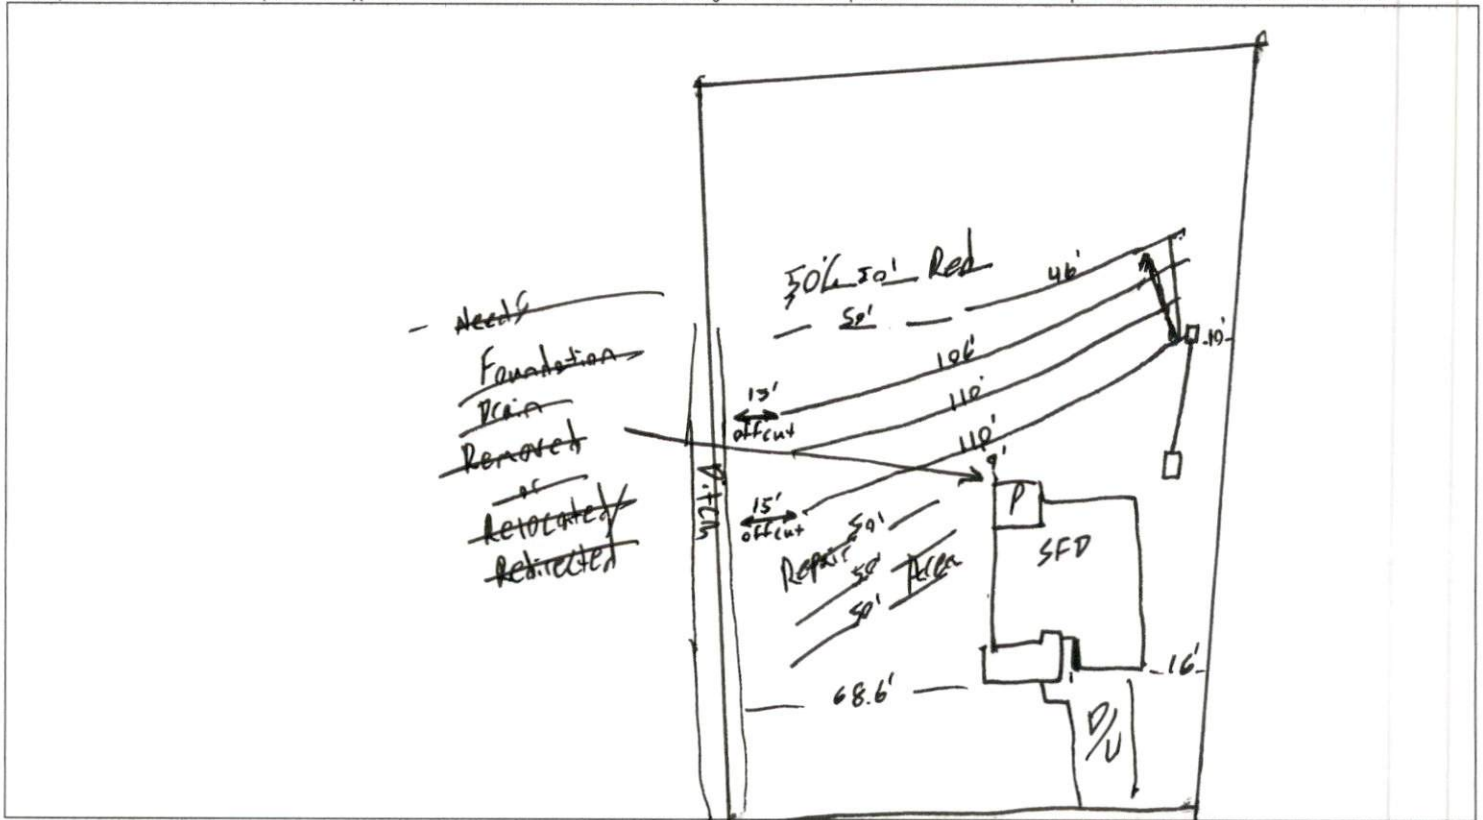 50% 50' Red
46'
50'
- Needs
Foundation
Drain
Removed
or
Relocated/
Redirected
10'
106'
110'
110'
15'
offcut
9'
P
SFD
Ditch
15'
offcut
50'
Repair 50' Area
50'
16'
68.6'
D/W